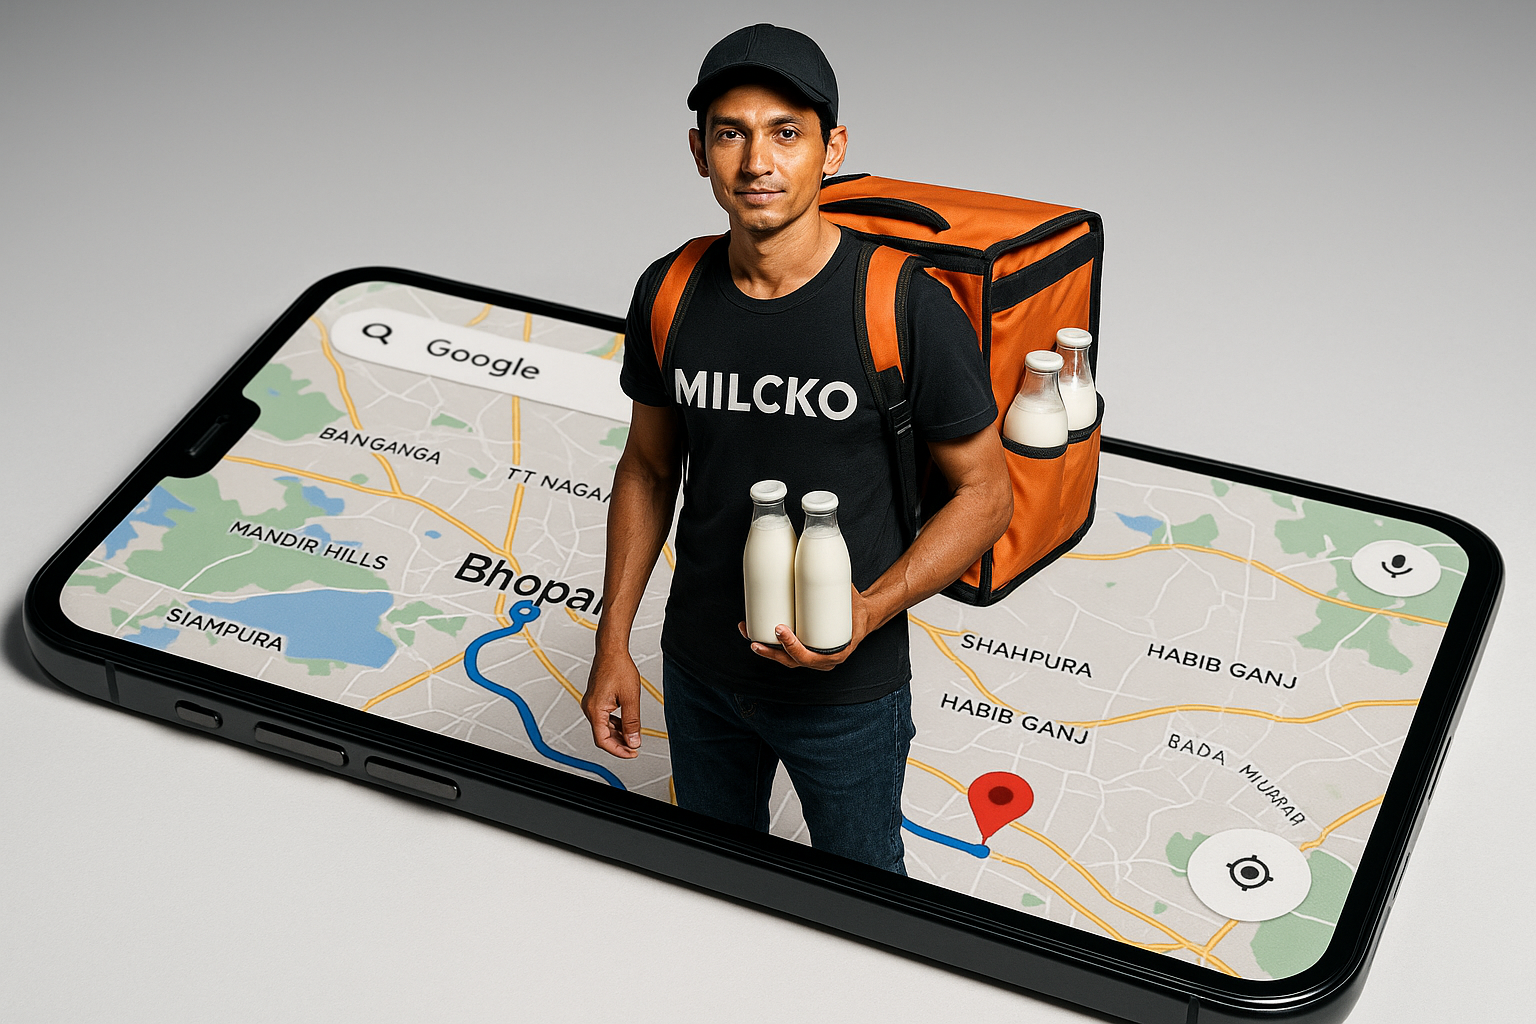 Google
MILCKO
BANGANGA
TT NAGAR
MANDIR HILLS
Bhopal
SIAMPURA
SHAHPURA
HABIB GANJ
HABIB GANJ
BADA